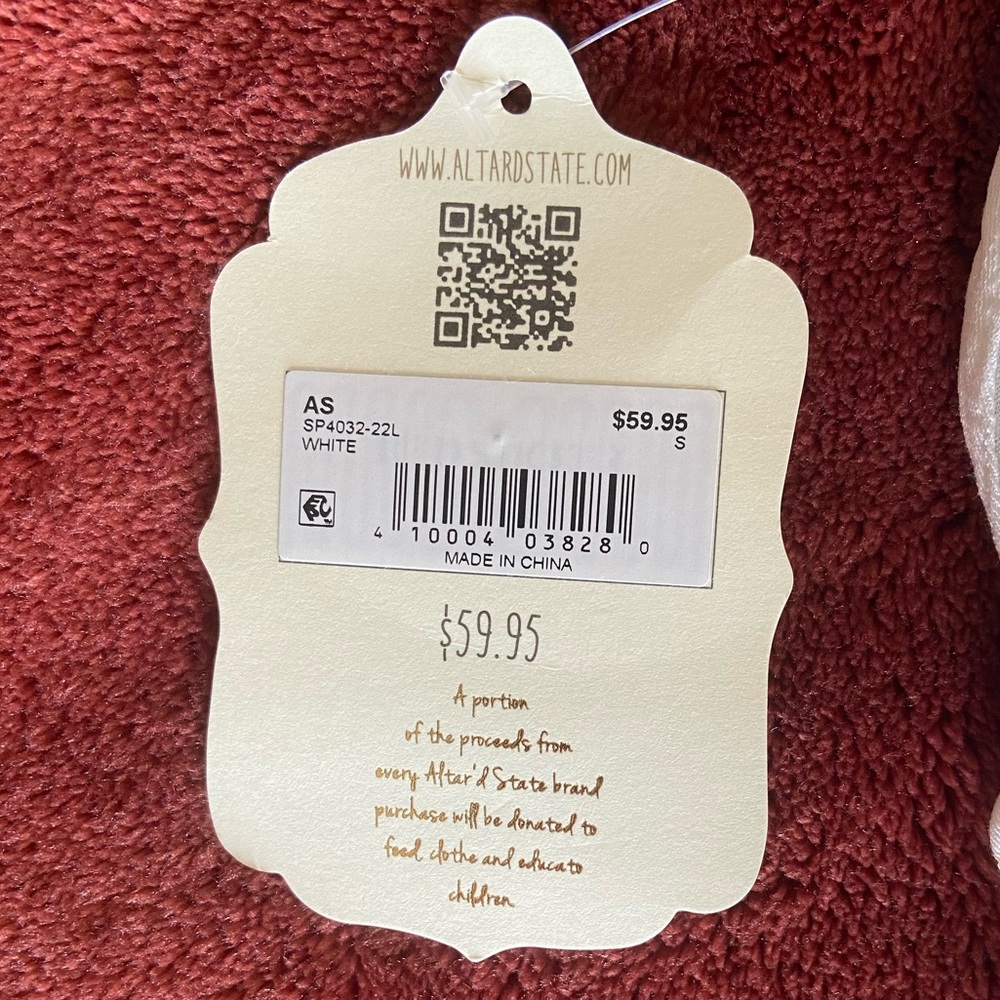 WWW.ALTARDSTATE.COM
AS
$59.95
SP4032-22L
S
WHITE
4 10004 03828 0
MADE IN CHINA
$59.95
A portion
of the proceeds from
every Altar'd State brand
purchase will be donated to
feed clothe and educate
children